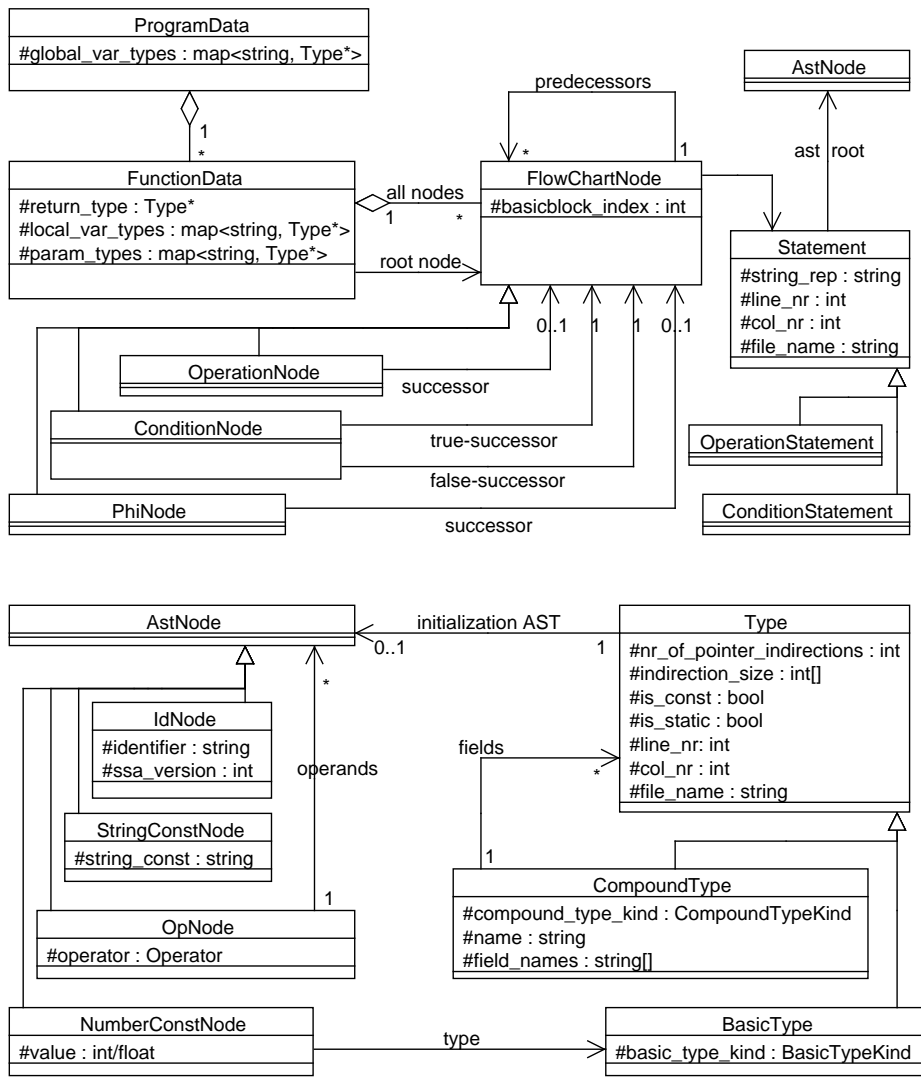 ProgramData
#global_var_types : map<string, Type*>
1
*
FunctionData
#return_type : Type*
#local_var_types : map<string, Type*>
#param_types : map<string, Type*>
all nodes
1
*
root node
predecessors
*
1
FlowChartNode
#basicblock_index : int
AstNode
ast root
Statement
#string_rep : string
#line_nr : int
#col_nr : int
#file_name : string
0..1
1
1
0..1
OperationNode
successor
ConditionNode
true-successor
false-successor
PhiNode
successor
OperationStatement
ConditionStatement
AstNode
initialization AST
0..1
1
Type
#nr_of_pointer_indirections : int
#indirection_size : int[]
#is_const : bool
#is_static : bool
#line_nr: int
#col_nr : int
#file_name : string
*
IdNode
#identifier : string
#ssa_version : int
operands
fields
*
StringConstNode
#string_const : string
1
1
OpNode
#operator : Operator
CompoundType
#compound_type_kind : CompoundTypeKind
#name : string
#field_names : string[]
NumberConstNode
#value : int/float
type
BasicType
#basic_type_kind : BasicTypeKind